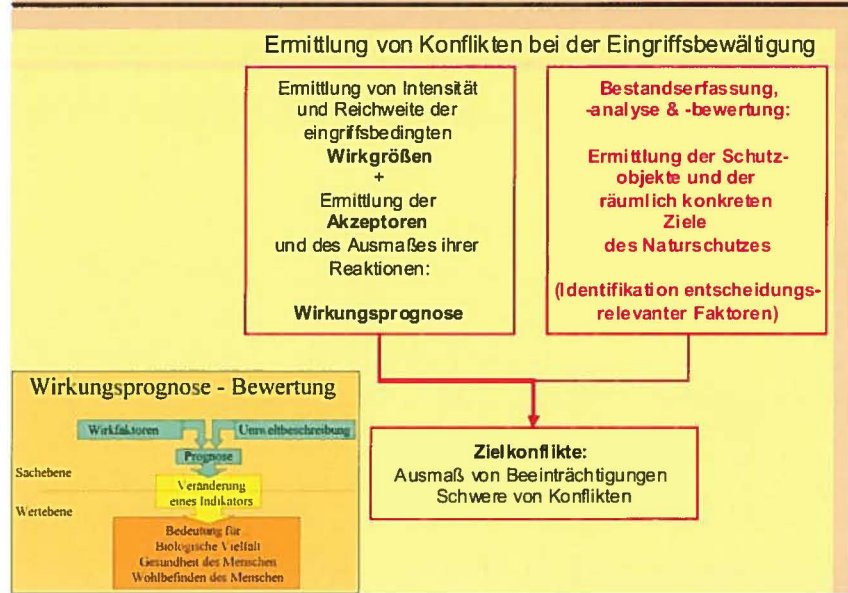 Ermittlung von Konflikten bei der Eingriffsbewältigung
Ermittlung von Intensität
und Reichweite der
eingriffsbedingten
Wirkgrößen
+
Ermittlung der
Akzeptoren
und des Ausmaßes ihrer
Reaktionen:
Wirkungsprognose
Bestandserfassung,
-analyse & -bewertung:
Ermittlung der Schutz-
objekte und der
räumlich konkreten
Ziele
des Naturschutzes
(Identifikation entscheidungs-
relevanter Faktoren)
Zielkonflikte:
Ausmaß von Beeinträchtigungen
Schwere von Konflikten
Wirkungsprognose - Bewertung
Wirkfaktoren
Umweltbeschreibung
Prognose
Sachebene
Veränderung
eines Indikators
Wertebene
Bedeutung für
Biologische Vielfalt
Gesundheit des Menschen
Wohlbefinden des Menschen